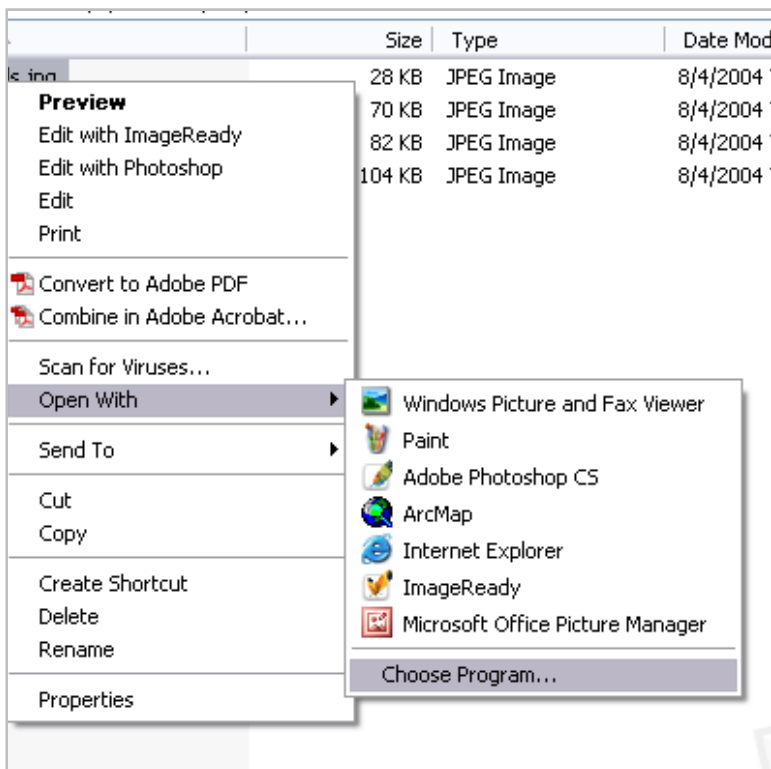 Size Type Date Mod
28 KB JPEG Image 8/4/2004
70 KB JPEG Image 8/4/2004
82 KB JPEG Image 8/4/2004
104 KB JPEG Image 8/4/2004
Preview
Edit with ImageReady
Edit with Photoshop
Edit
Print
Convert to Adobe PDF
Combine in Adobe Acrobat...
Scan for Viruses...
Open With
Send To
Cut
Copy
Create Shortcut
Delete
Rename
Properties
Windows Picture and Fax Viewer
Paint
Adobe Photoshop CS
ArcMap
Internet Explorer
ImageReady
Microsoft Office Picture Manager
Choose Program...